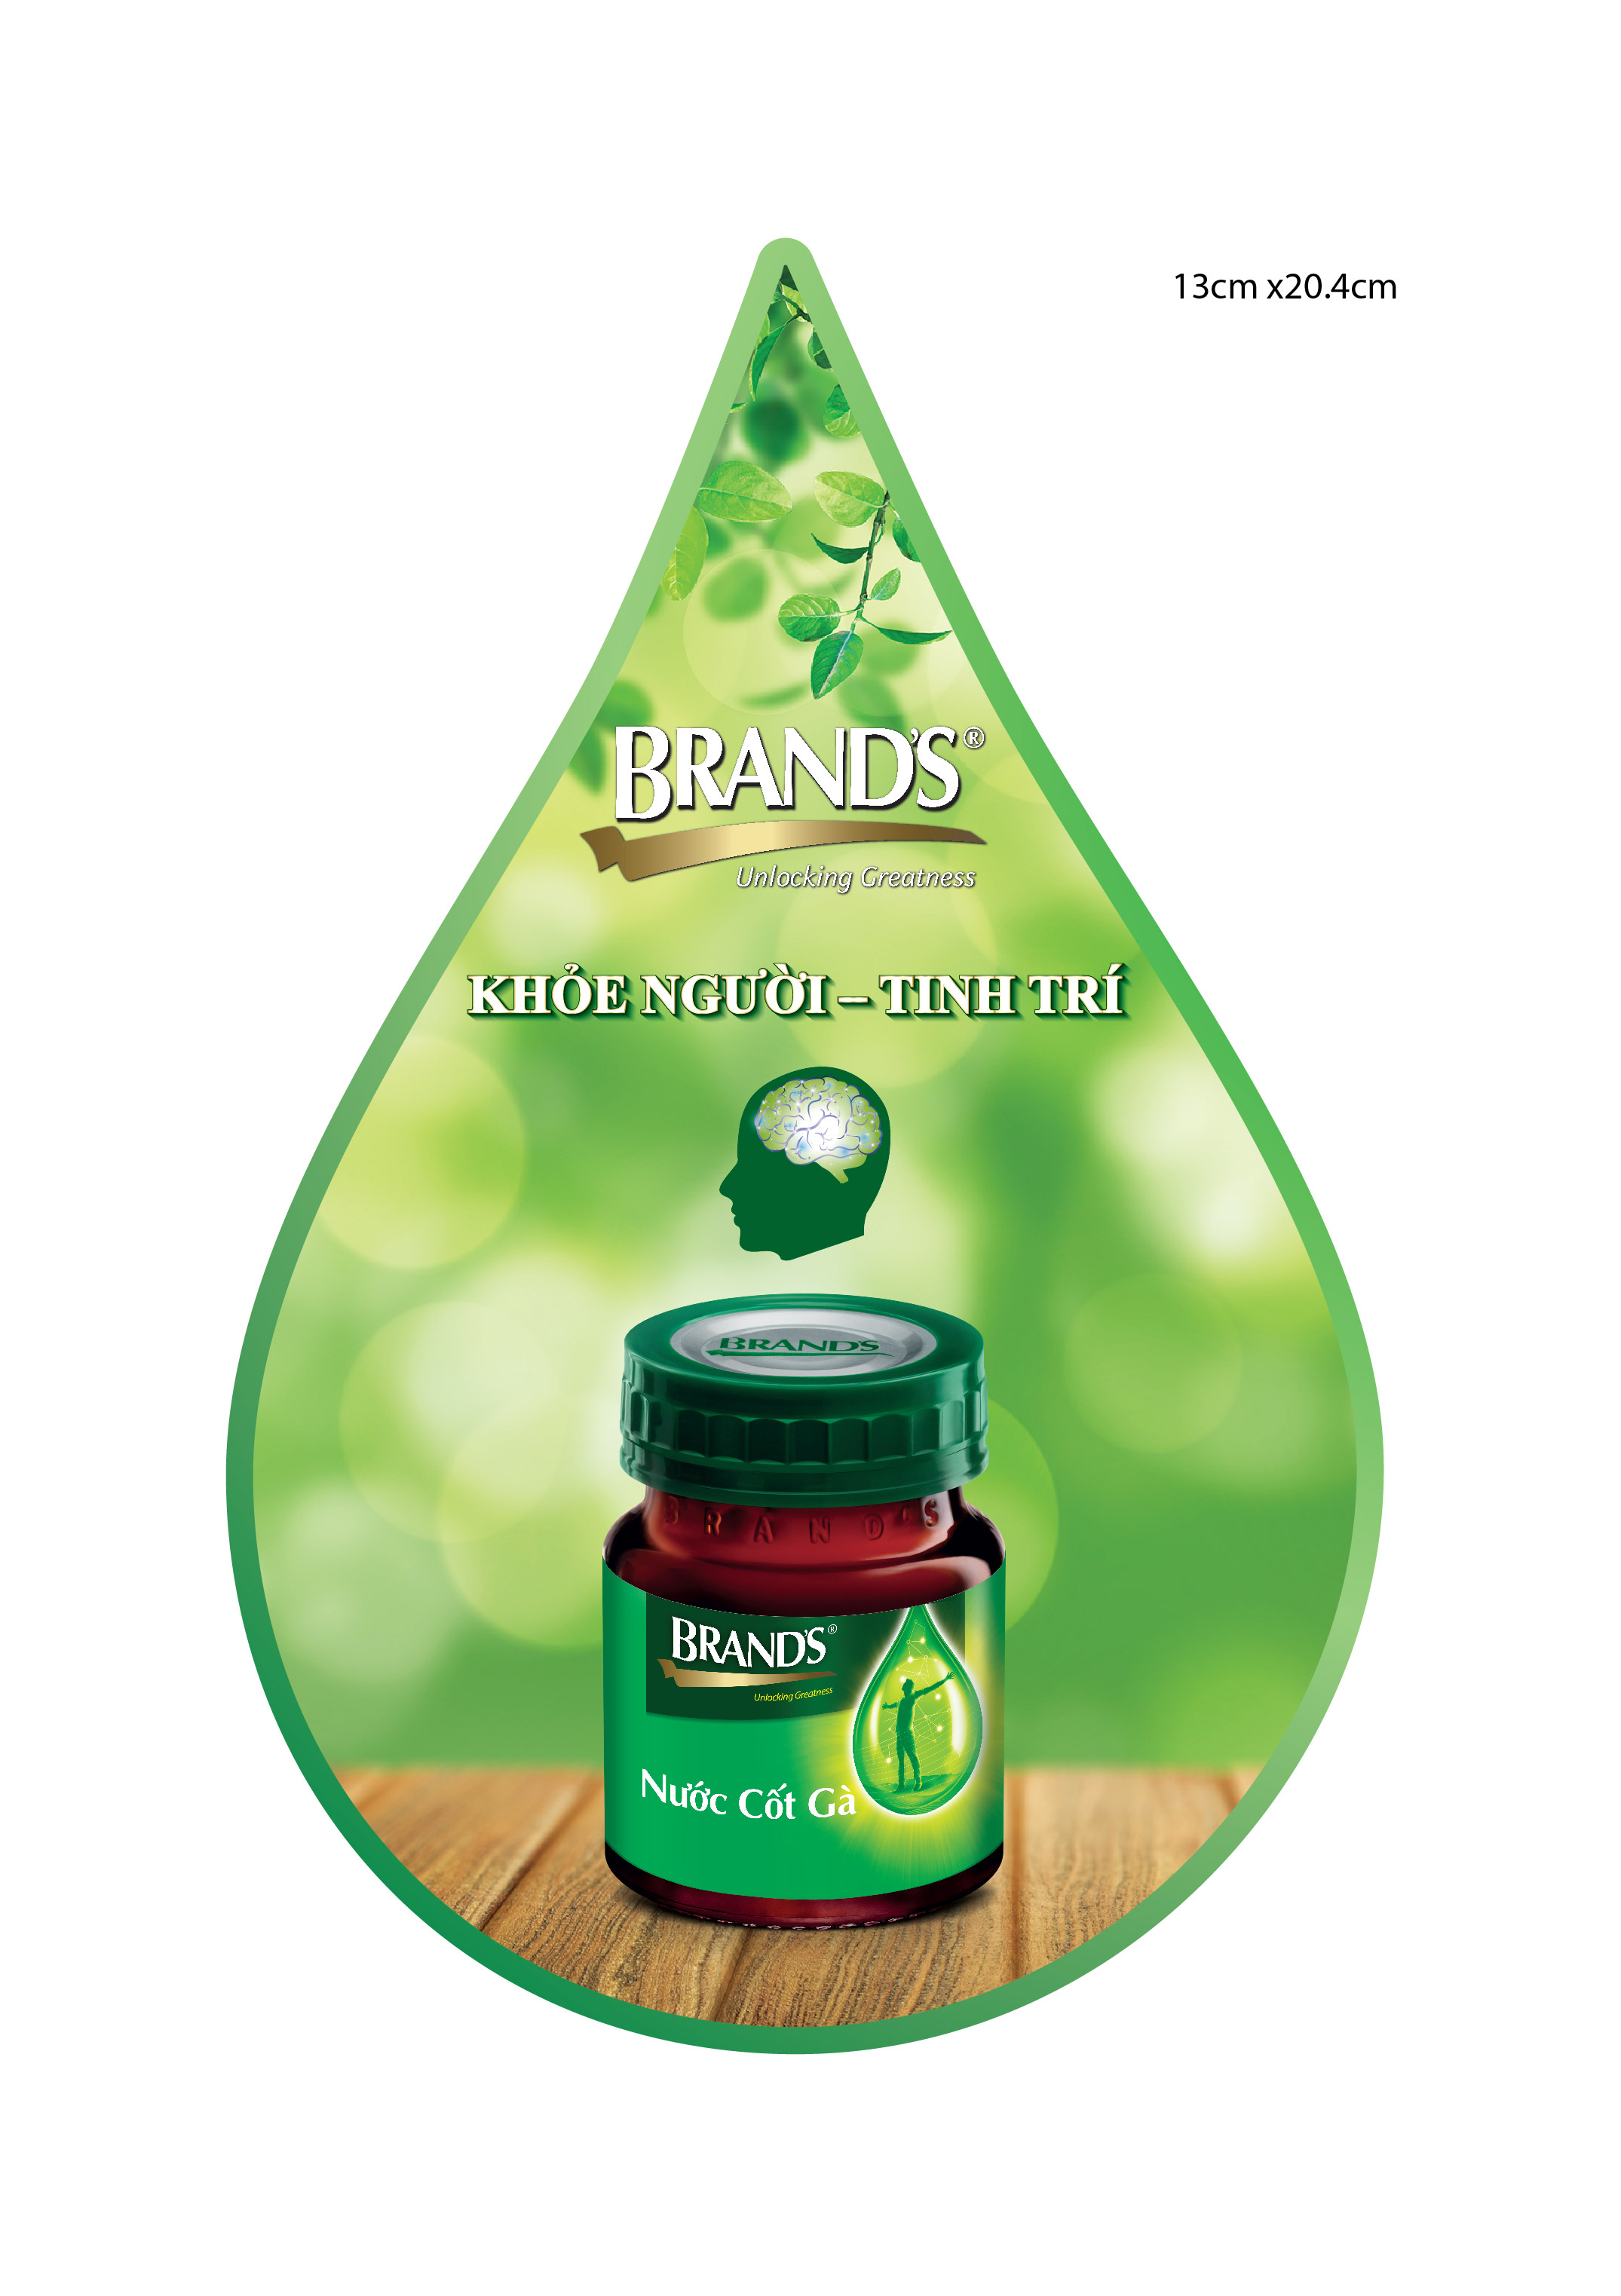 13cm x20.4cm
BRAND'S®
Unlocking Greatness
KHỎE NGƯỜI – TINH TRÍ
BRAND'S
BRAND'S
BRAND'S®
Unlocking Greatness
Nước Cốt Gà